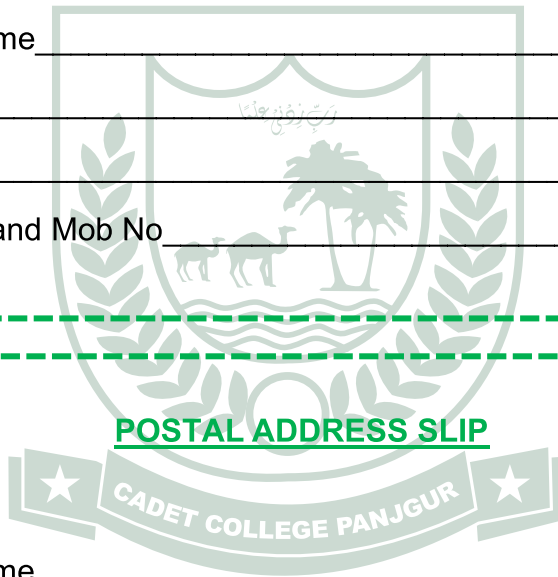 me
رَبِّ زِدْنِي عِلْمًا
and Mob No
POSTAL ADDRESS SLIP
CADET COLLEGE PANJGUR
me